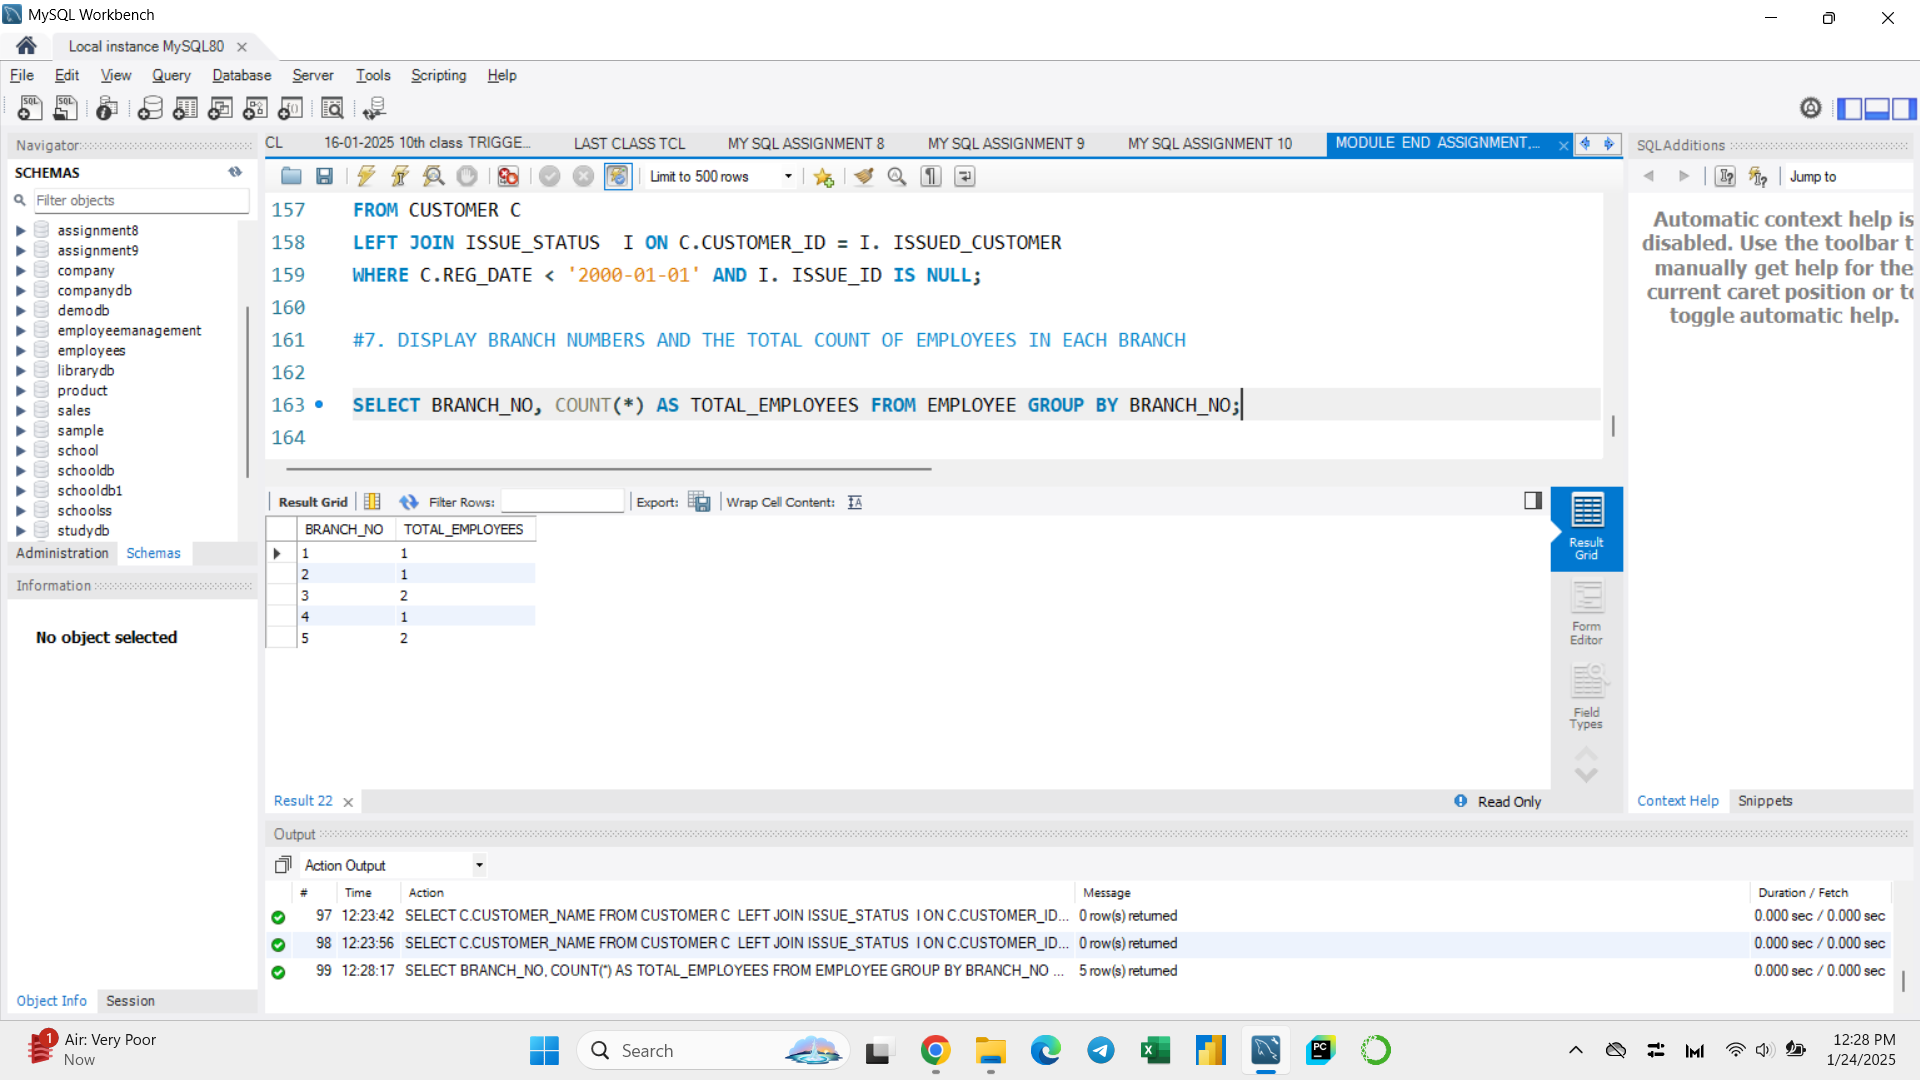 MySQL Workbench
Local instance MySQL80
File Edit View Query Database Server Tools Scripting Help
Navigator
SCHEMAS
Filter objects
assignment8
assignment9
company
companydb
demodb
employeemanagement
employees
librarydb
product
sales
sample
school
schooldb
schooldb1
schoolss
studydb
Administration Schemas
Information
No object selected
Object Info Session
CL 16-01-2025 10th class TRIGGE... LAST CLASS TCL MY SQL ASSIGNMENT 8 MY SQL ASSIGNMENT 9 MY SQL ASSIGNMENT 10 MODULE END ASSIGNMENT,...
Limit to 500 rows
157 FROM CUSTOMER C
158 LEFT JOIN ISSUE_STATUS  I ON C.CUSTOMER_ID = I. ISSUED_CUSTOMER
159 WHERE C.REG_DATE < '2000-01-01' AND I. ISSUE_ID IS NULL;
160
161 #7. DISPLAY BRANCH NUMBERS AND THE TOTAL COUNT OF EMPLOYEES IN EACH BRANCH
162
163 SELECT BRANCH_NO, COUNT(*) AS TOTAL_EMPLOYEES FROM EMPLOYEE GROUP BY BRANCH_NO;
164
Result Grid Filter Rows: Export: Wrap Cell Content:
BRANCH_NO TOTAL_EMPLOYEES
1 1
2 1
3 2
4 1
5 2
Result Grid
Form Editor
Field Types
Result 22
Read Only
SQLAdditions
Jump to
Automatic context help is
disabled. Use the toolbar t
manually get help for the
current caret position or to
toggle automatic help.
Context Help Snippets
Output
Action Output
# Time Action Message Duration / Fetch
97 12:23:42 SELECT C.CUSTOMER_NAME FROM CUSTOMER C  LEFT JOIN ISSUE_STATUS  I ON C.CUSTOMER_ID... 0 row(s) returned 0.000 sec / 0.000 sec
98 12:23:56 SELECT C.CUSTOMER_NAME FROM CUSTOMER C  LEFT JOIN ISSUE_STATUS  I ON C.CUSTOMER_ID... 0 row(s) returned 0.000 sec / 0.000 sec
99 12:28:17 SELECT BRANCH_NO, COUNT(*) AS TOTAL_EMPLOYEES FROM EMPLOYEE GROUP BY BRANCH_NO ... 5 row(s) returned 0.000 sec / 0.000 sec
1
Air: Very Poor
Now
Search
PC
12:28 PM
1/24/2025